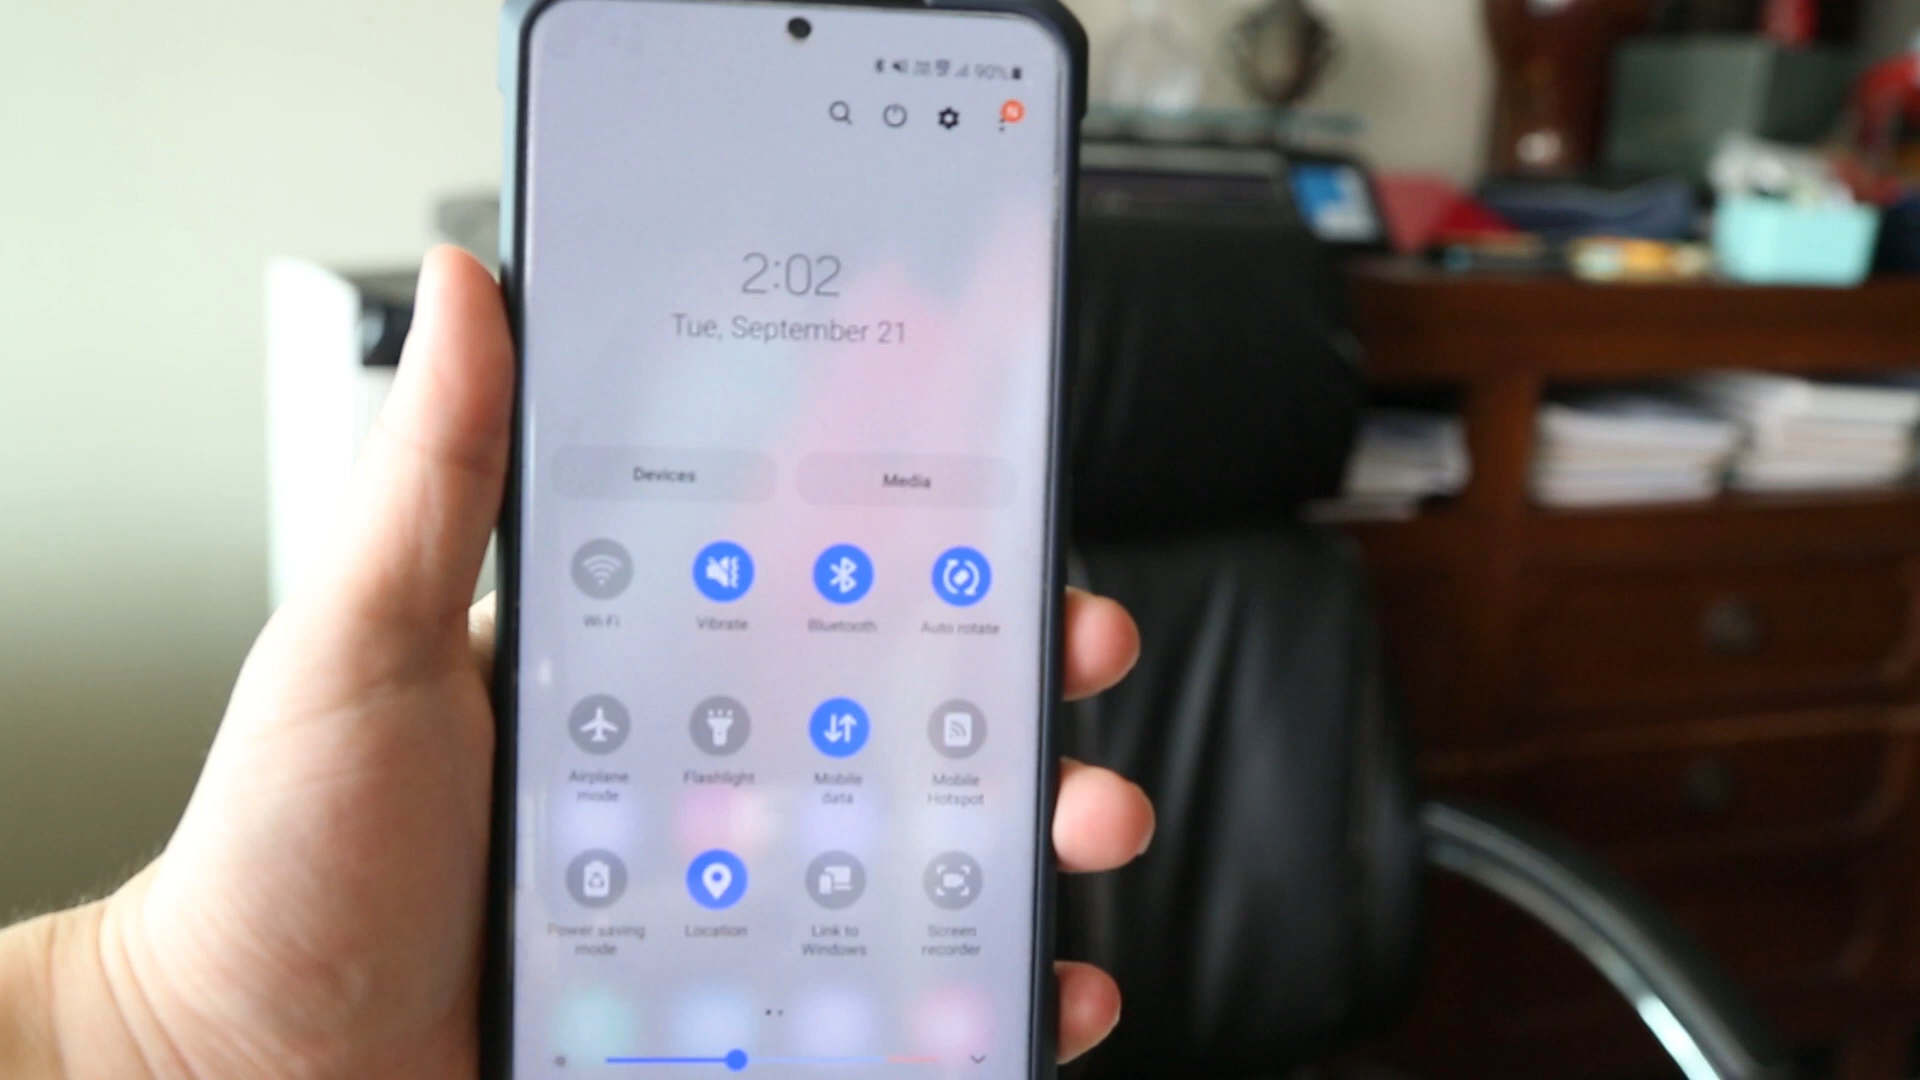 90%
N
2:02
Tue, September 21
Devices
Media
Wi-Fi
Vibrate
Bluetooth
Auto rotate
Airplane
mode
Flashlight
Mobile
data
Mobile
Hotspot
Power saving
mode
Location
Link to
Windows
Screen
recorder